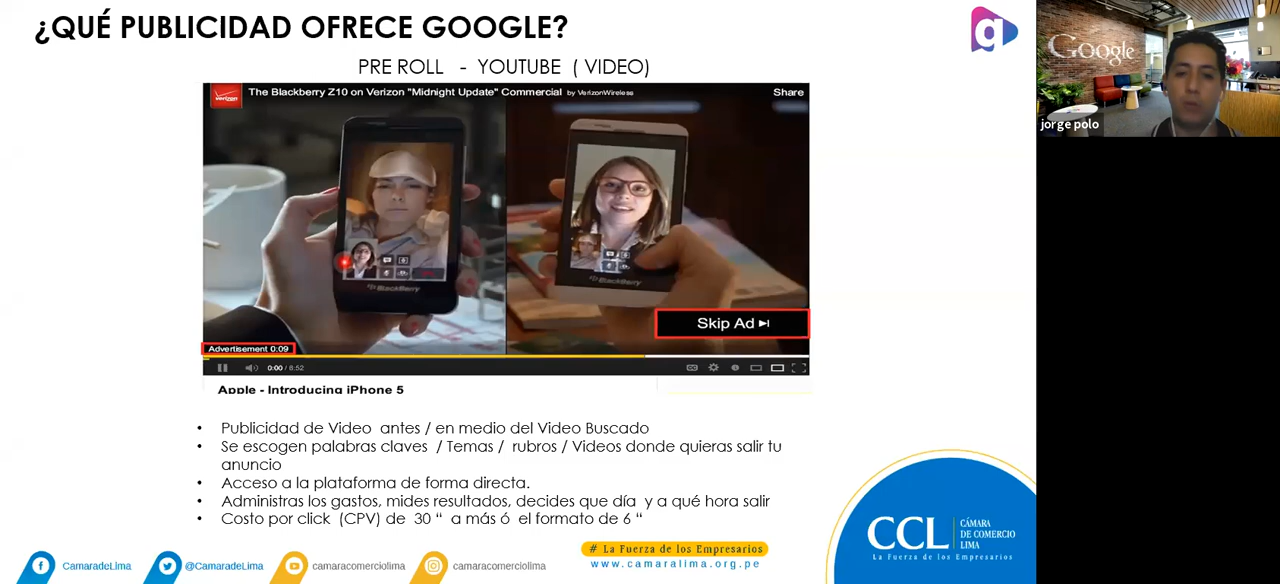 ¿QUÉ PUBLICIDAD OFRECE GOOGLE?
PRE ROLL - YOUTUBE ( VIDEO)
verizon
The Blackberry Z10 on Verizon "Midnight Update" Commercial by VerizonWireless
Share
BlackBerry
BlackBerry
Skip Ad
Advertisement 0:09
0:00 / 8:52
Apple - Introducing iPhone 5
• Publicidad de Video antes / en medio del Video Buscado
• Se escogen palabras claves / Temas / rubros / Videos donde quieras salir tu
anuncio
• Acceso a la plataforma de forma directa.
• Administras los gastos, mides resultados, decides que día y a qué hora salir
• Costo por click (CPV) de 30 “ a más ó el formato de 6 “
CamaradeLima
@CamaradeLima
camaracomerciolima
camaracomerciolima
# La Fuerza de los Empresarios
www.camaralima.org.pe
CCL
CÁMARA
DE COMERCIO
LIMA
La Fuerza de los Empresarios
g
Google
jorge polo